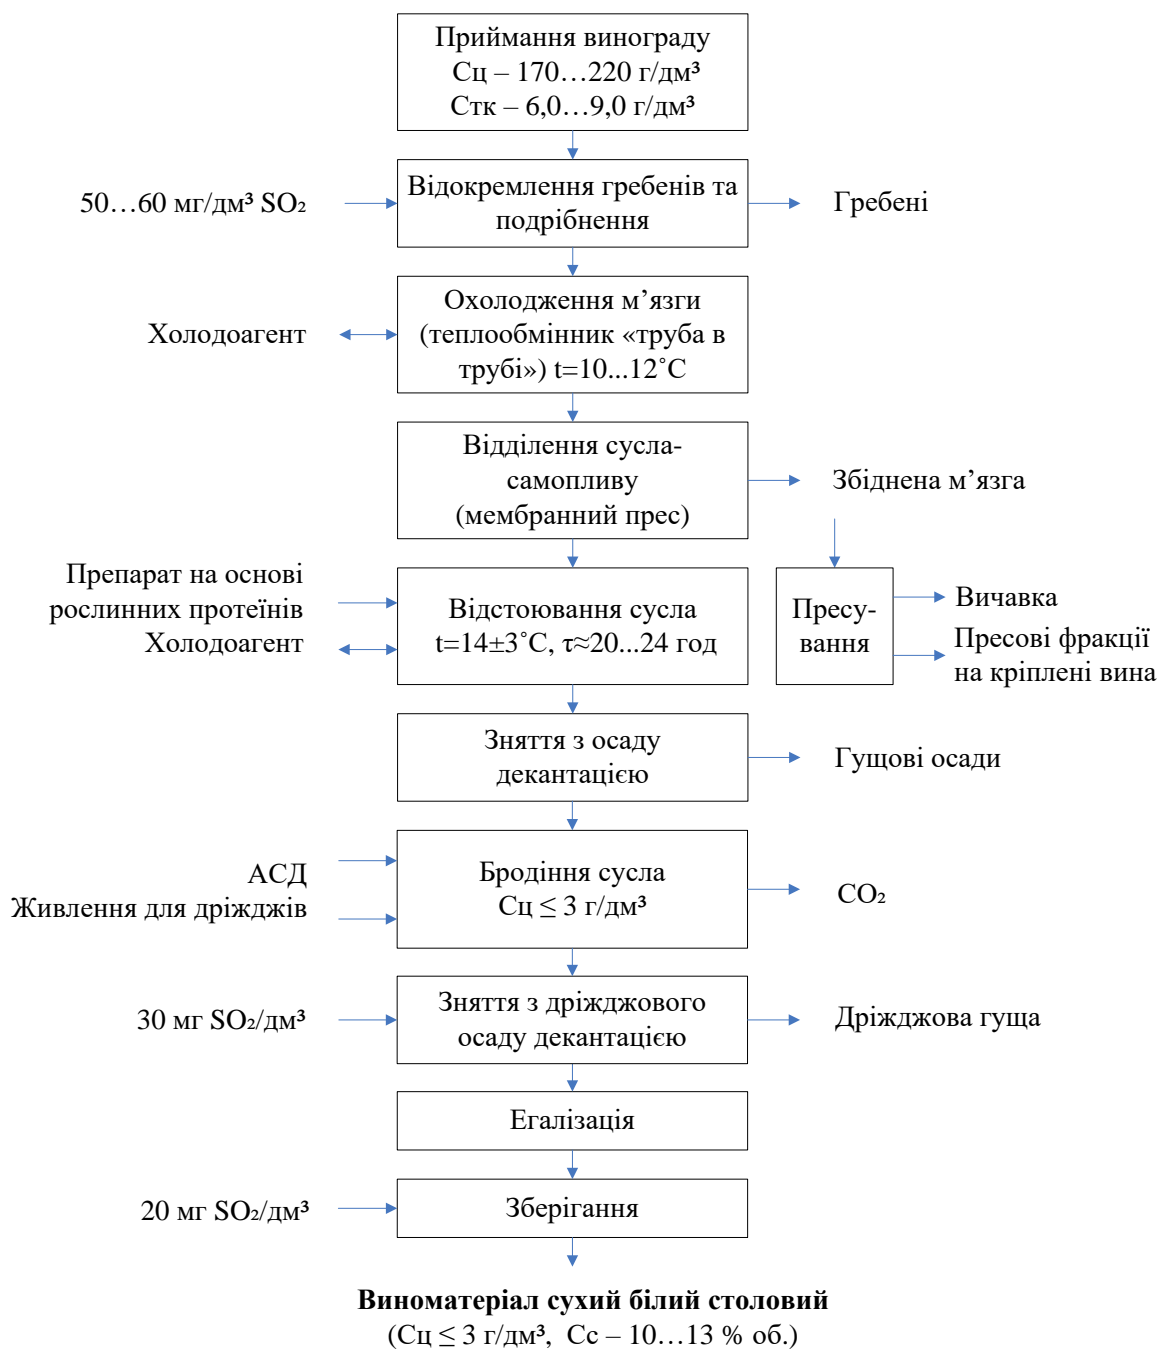 Приймання винограду
Сц – 170…220 г/дм³
Стк – 6,0…9,0 г/дм³
50…60 мг/дм³ SO₂
Відокремлення гребенів та
подрібнення
Гребені
Холодоагент
Охолодження м’язги
(теплообмінник «труба в
трубі») t=10...12˚С
Відділення сусла-
самопливу
(мембранний прес)
Збіднена м’язга
Препарат на основі
рослинних протеїнів
Холодоагент
Відстоювання сусла
t=14±3˚С, τ≈20...24 год
Пресу-
вання
Вичавка
Пресові фракції
на кріплені вина
Зняття з осаду
декантацією
Гущові осади
АСД
Живлення для дріжджів
Бродіння сусла
Сц ≤ 3 г/дм³
СО₂
30 мг SO₂/дм³
Зняття з дріжджового
осаду декантацією
Дріжджова гуща
Егалізація
20 мг SO₂/дм³
Зберігання
Виноматеріал сухий білий столовий
(Сц ≤ 3 г/дм³, Сс – 10…13 % об.)